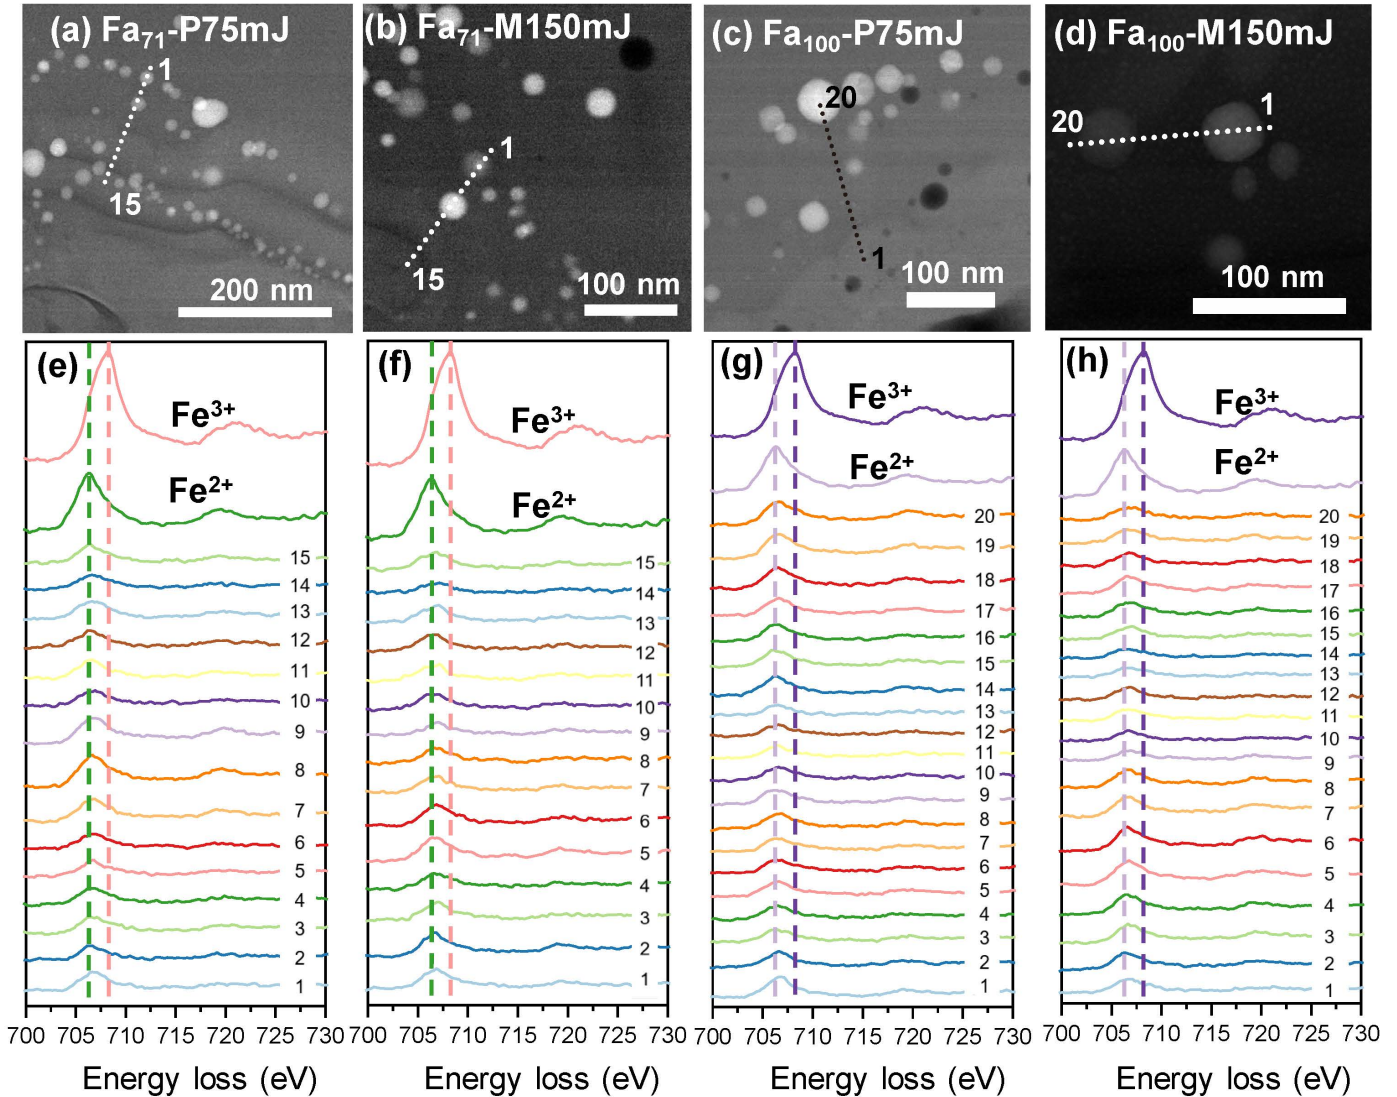 (a) Fa71-P75mJ
1
15
200 nm
(b) Fa71-M150mJ
1
15
100 nm
(c) Fa100-P75mJ
20
1
100 nm
(d) Fa100-M150mJ
1
20
100 nm
(e)
Fe3+
Fe2+
15
14
13
12
11
10
9
8
7
6
5
4
3
2
1
700 705 710 715 720 725 730
Energy loss (eV)
(f)
Fe3+
Fe2+
15
14
13
12
11
10
9
8
7
6
5
4
3
2
1
700 705 710 715 720 725 730
Energy loss (eV)
(g)
Fe3+
Fe2+
20
19
18
17
16
15
14
13
12
11
10
9
8
7
6
5
4
3
2
1
700 705 710 715 720 725 730
Energy loss (eV)
(h)
Fe3+
Fe2+
20
19
18
17
16
15
14
13
12
11
10
9
8
7
6
5
4
3
2
1
700 705 710 715 720 725 730
Energy loss (eV)